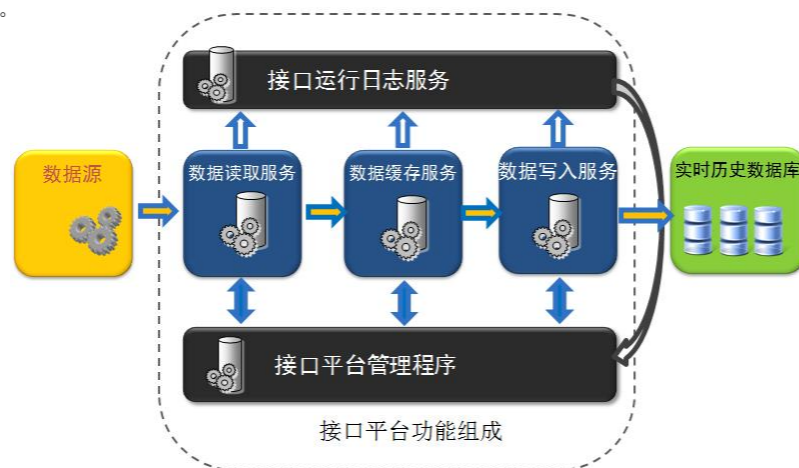 。
接口运行日志服务
数据源
数据读取服务
数据缓存服务
数据写入服务
实时历史数据库
接口平台管理程序
接口平台功能组成